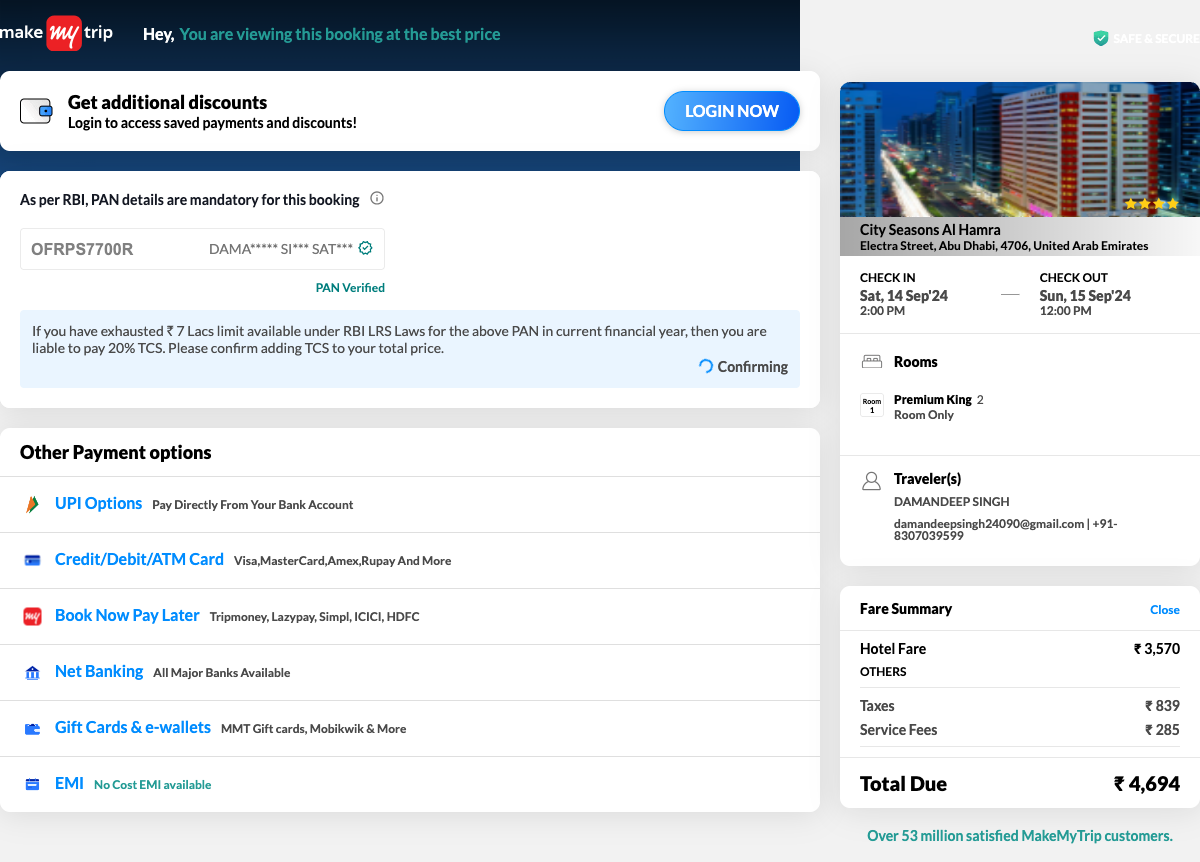 make my trip
Hey, You are viewing this booking at the best price
SAFE & SECURE
Get additional discounts
Login to access saved payments and discounts!
LOGIN NOW
As per RBI, PAN details are mandatory for this booking
OFRPS7700R DAMA***** SI*** SAT***
PAN Verified
If you have exhausted ₹ 7 Lacs limit available under RBI LRS Laws for the above PAN in current financial year, then you are
liable to pay 20% TCS. Please confirm adding TCS to your total price.
Confirming
Other Payment options
UPI Options Pay Directly From Your Bank Account
Credit/Debit/ATM Card Visa,MasterCard,Amex,Rupay And More
my Book Now Pay Later Tripmoney, Lazypay, Simpl, ICICI, HDFC
Net Banking All Major Banks Available
Gift Cards & e-wallets MMT Gift cards, Mobikwik & More
EMI No Cost EMI available
City Seasons Al Hamra
Electra Street, Abu Dhabi, 4706, United Arab Emirates
CHECK IN
Sat, 14 Sep'24
2:00 PM
CHECK OUT
Sun, 15 Sep'24
12:00 PM
Rooms
Room
1
Premium King 2
Room Only
Traveler(s)
DAMANDEEP SINGH
damandeepsingh24090@gmail.com | +91-
8307039599
Fare Summary Close
Hotel Fare ₹ 3,570
OTHERS
Taxes ₹ 839
Service Fees ₹ 285
Total Due ₹ 4,694
Over 53 million satisfied MakeMyTrip customers.